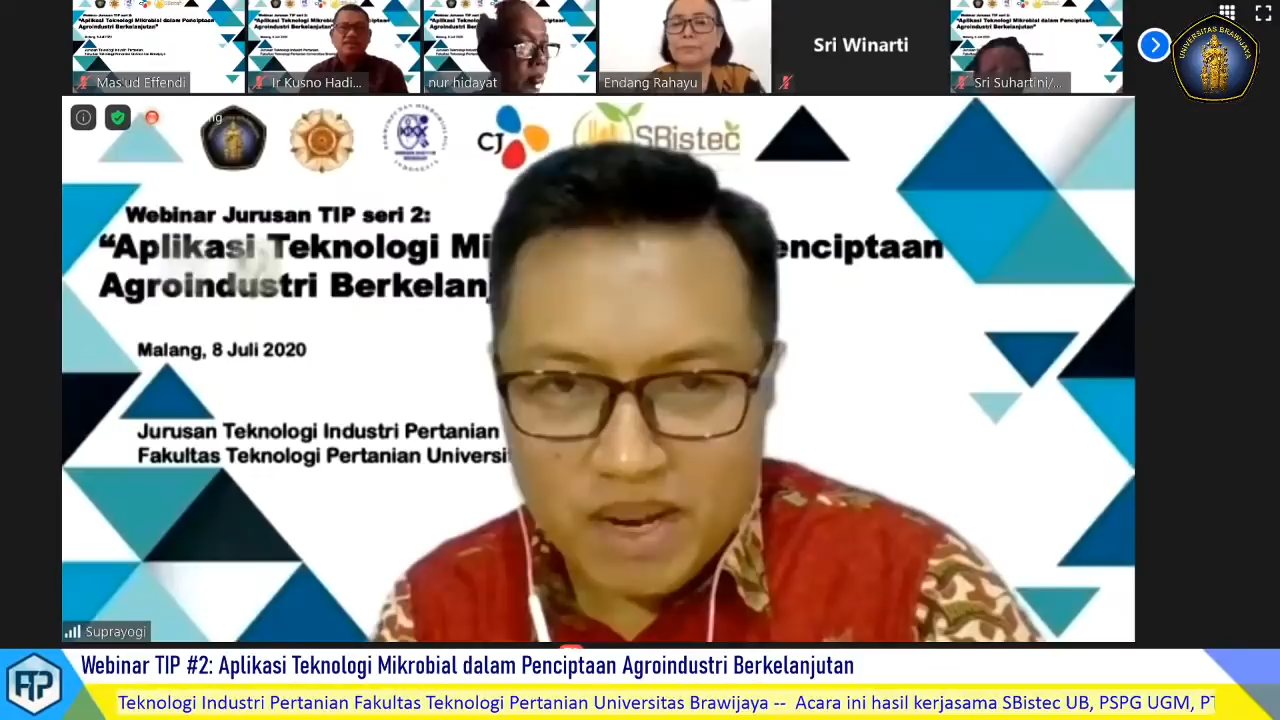 Mas'ud Effendi
Ir Kusno Hadi...
nur hidayat
Endang Rahayu
Sri Winarti
Sri Suhartini/...
CJ
SBistec
Webinar Jurusan TIP seri 2:
"Aplikasi Teknologi Mi enciptaan
Agroindustri Berkelanj
Malang, 8 Juli 2020
Jurusan Teknologi Industri Pertanian
Fakultas Teknologi Pertanian Universi
Suprayogi
Webinar TIP #2: Aplikasi Teknologi Mikrobial dalam Penciptaan Agroindustri Berkelanjutan
Teknologi Industri Pertanian Fakultas Teknologi Pertanian Universitas Brawijaya -- Acara ini hasil kerjasama SBistec UB, PSPG UGM, PT